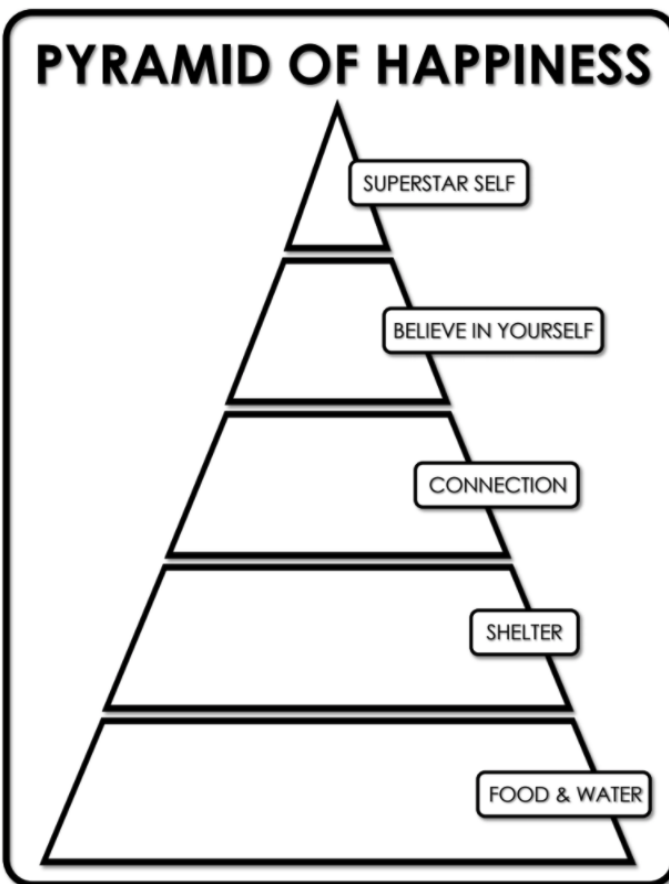 PYRAMID OF HAPPINESS
SUPERSTAR SELF
BELIEVE IN YOURSELF
CONNECTION
SHELTER
FOOD & WATER